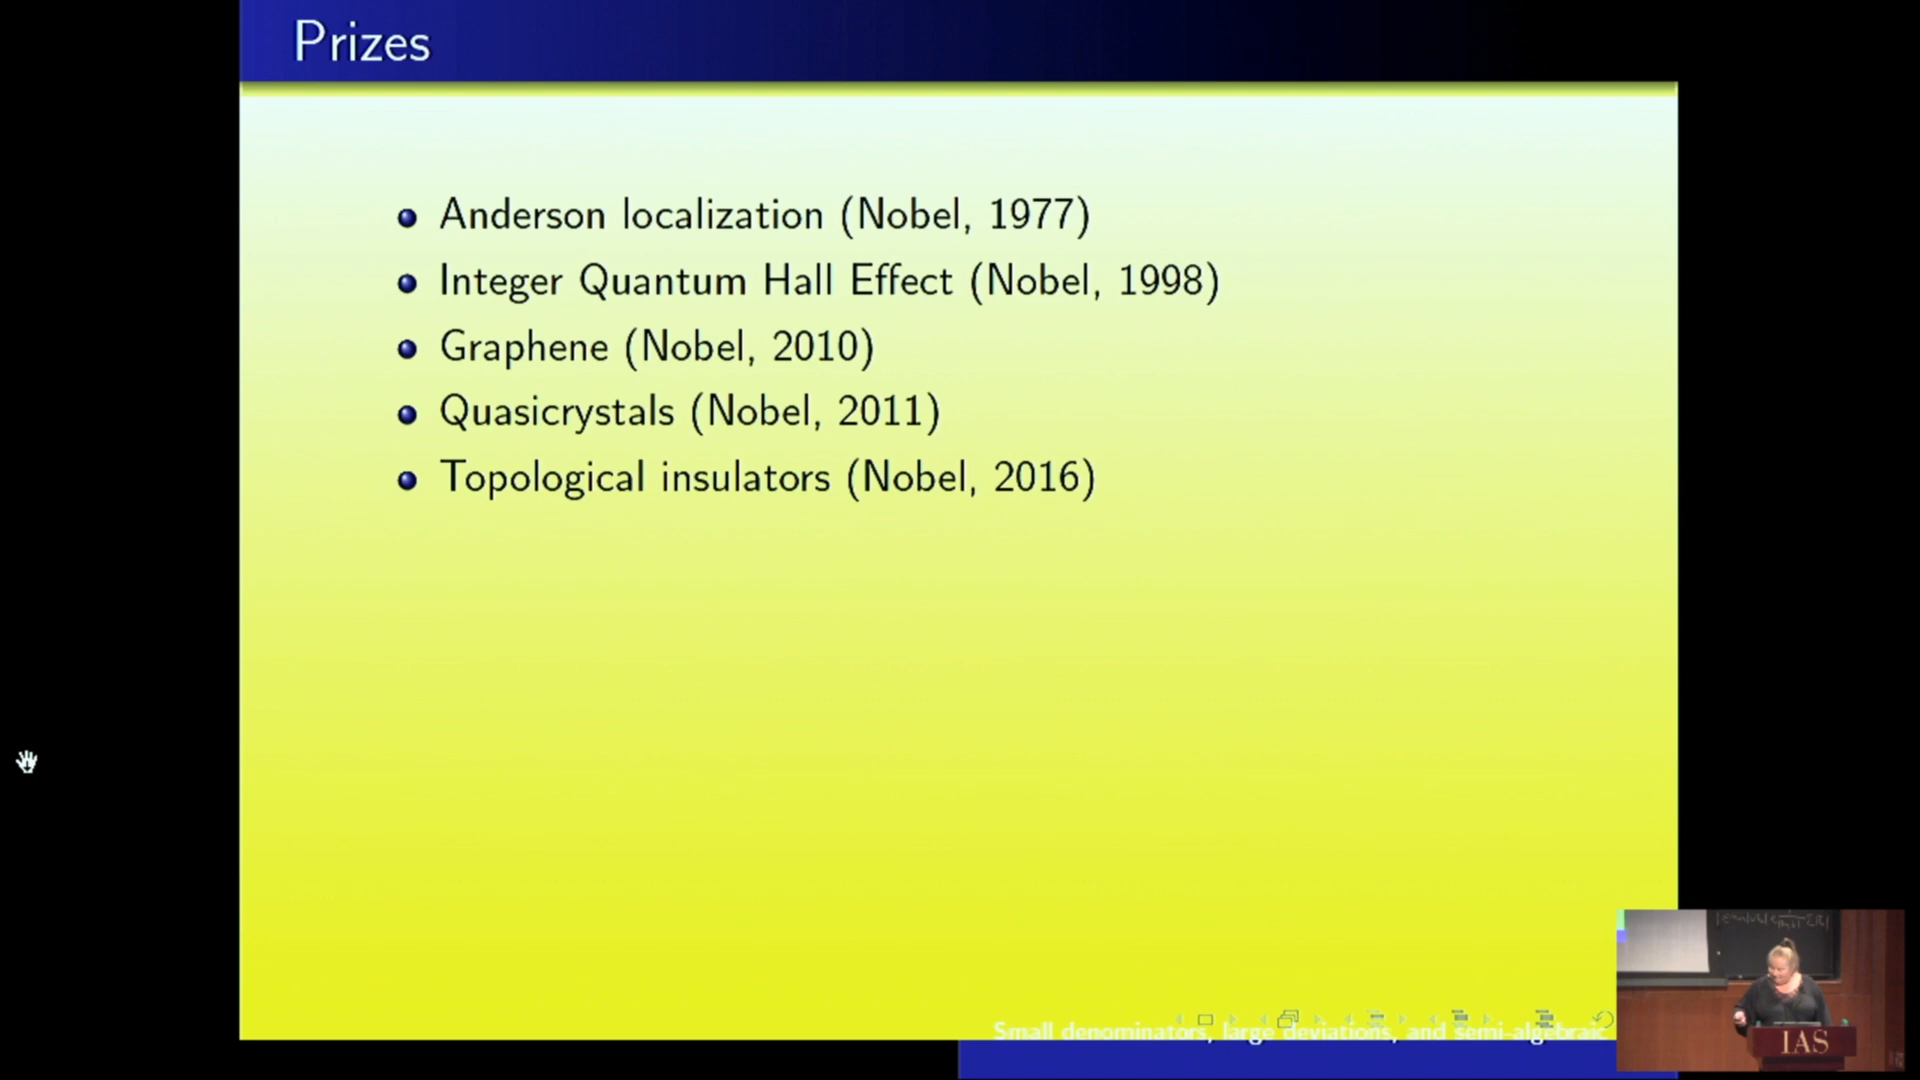 Prizes
Anderson localization (Nobel, 1977)
Integer Quantum Hall Effect (Nobel, 1998)
Graphene (Nobel, 2010)
Quasicrystals (Nobel, 2011)
Topological insulators (Nobel, 2016)
Small denominators, large deviations, and semi-algebraic
IAS